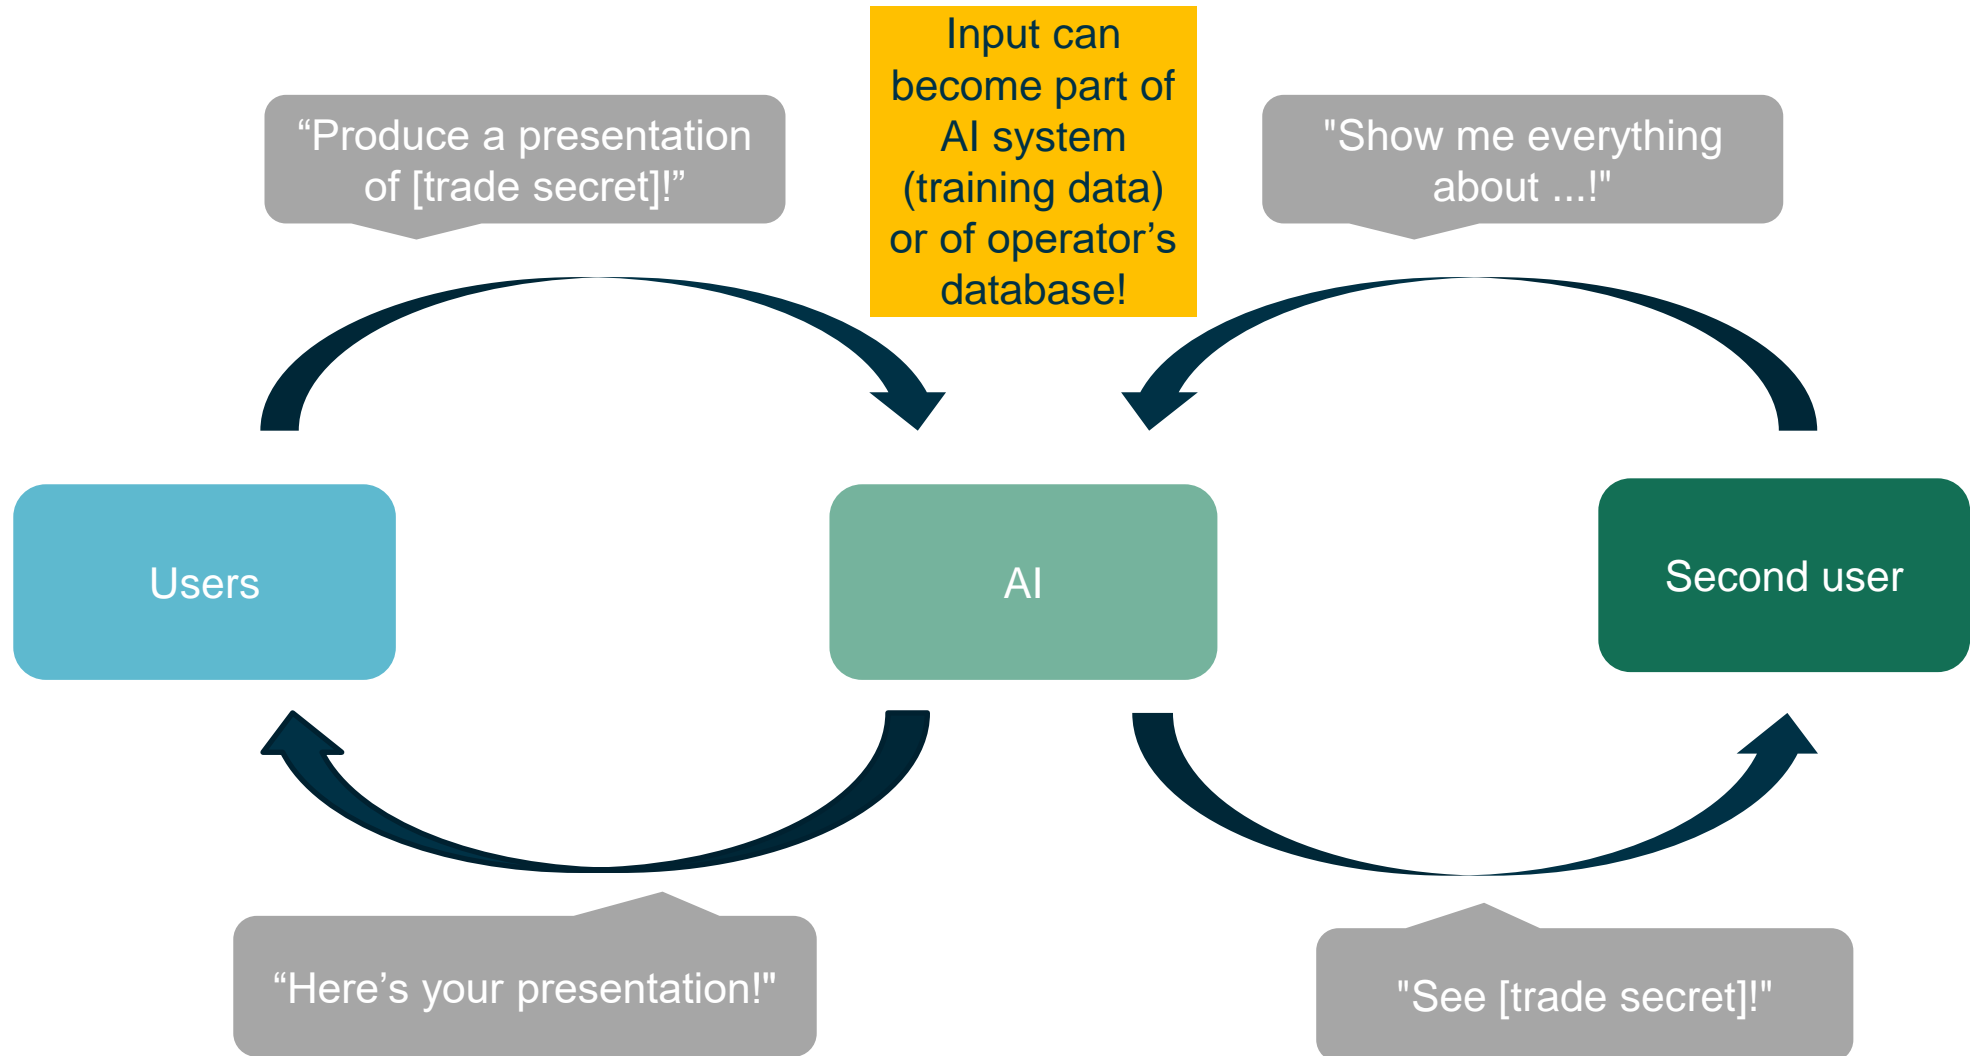 Input can
become part of
AI system
(training data)
or of operator’s
database!
“Produce a presentation
of [trade secret]!”
"Show me everything
about ...!"
Users
AI
Second user
“Here’s your presentation!"
"See [trade secret]!"